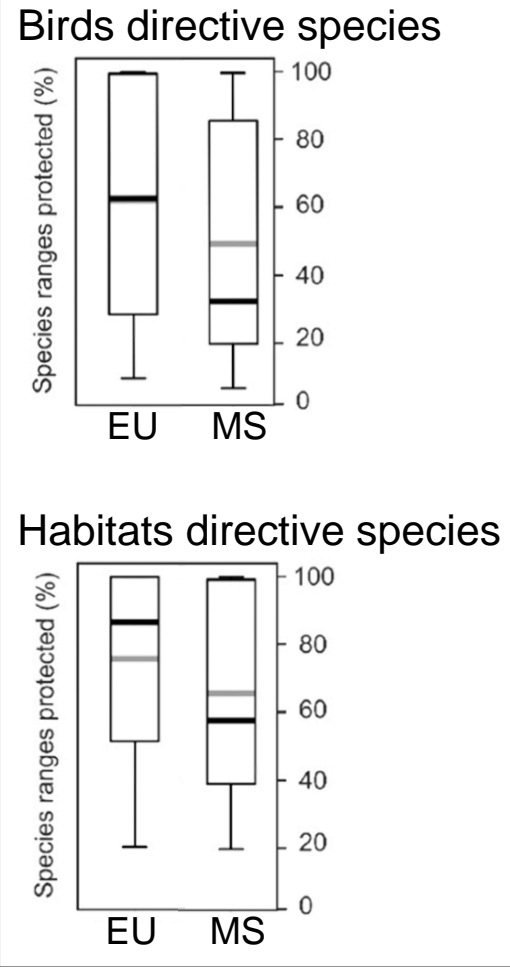 Birds directive species
Species ranges protected (%)
100
80
60
40
20
0
EU MS
Habitats directive species
Species ranges protected (%)
100
80
60
40
20
0
EU MS